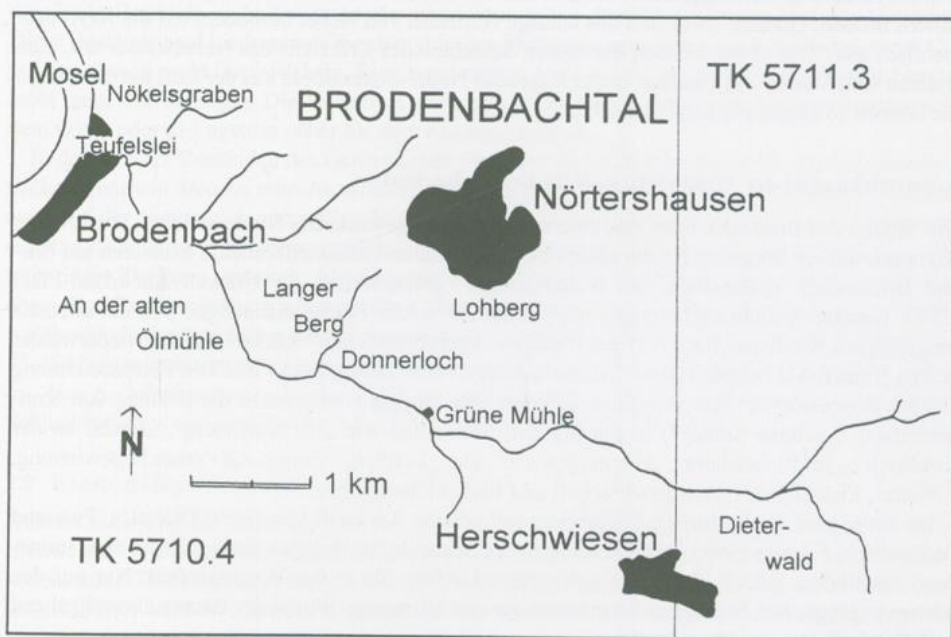 Mosel
Nökelsgraben
TK 5711.3
BRODENBACHTAL
Teufelslei
Nörtershausen
Brodenbach
Langer
Berg
Lohberg
An der alten
Ölmühle
Donnerloch
Grüne Mühle
N
1 km
Herschwiesen
Dieter-
wald
TK 5710.4